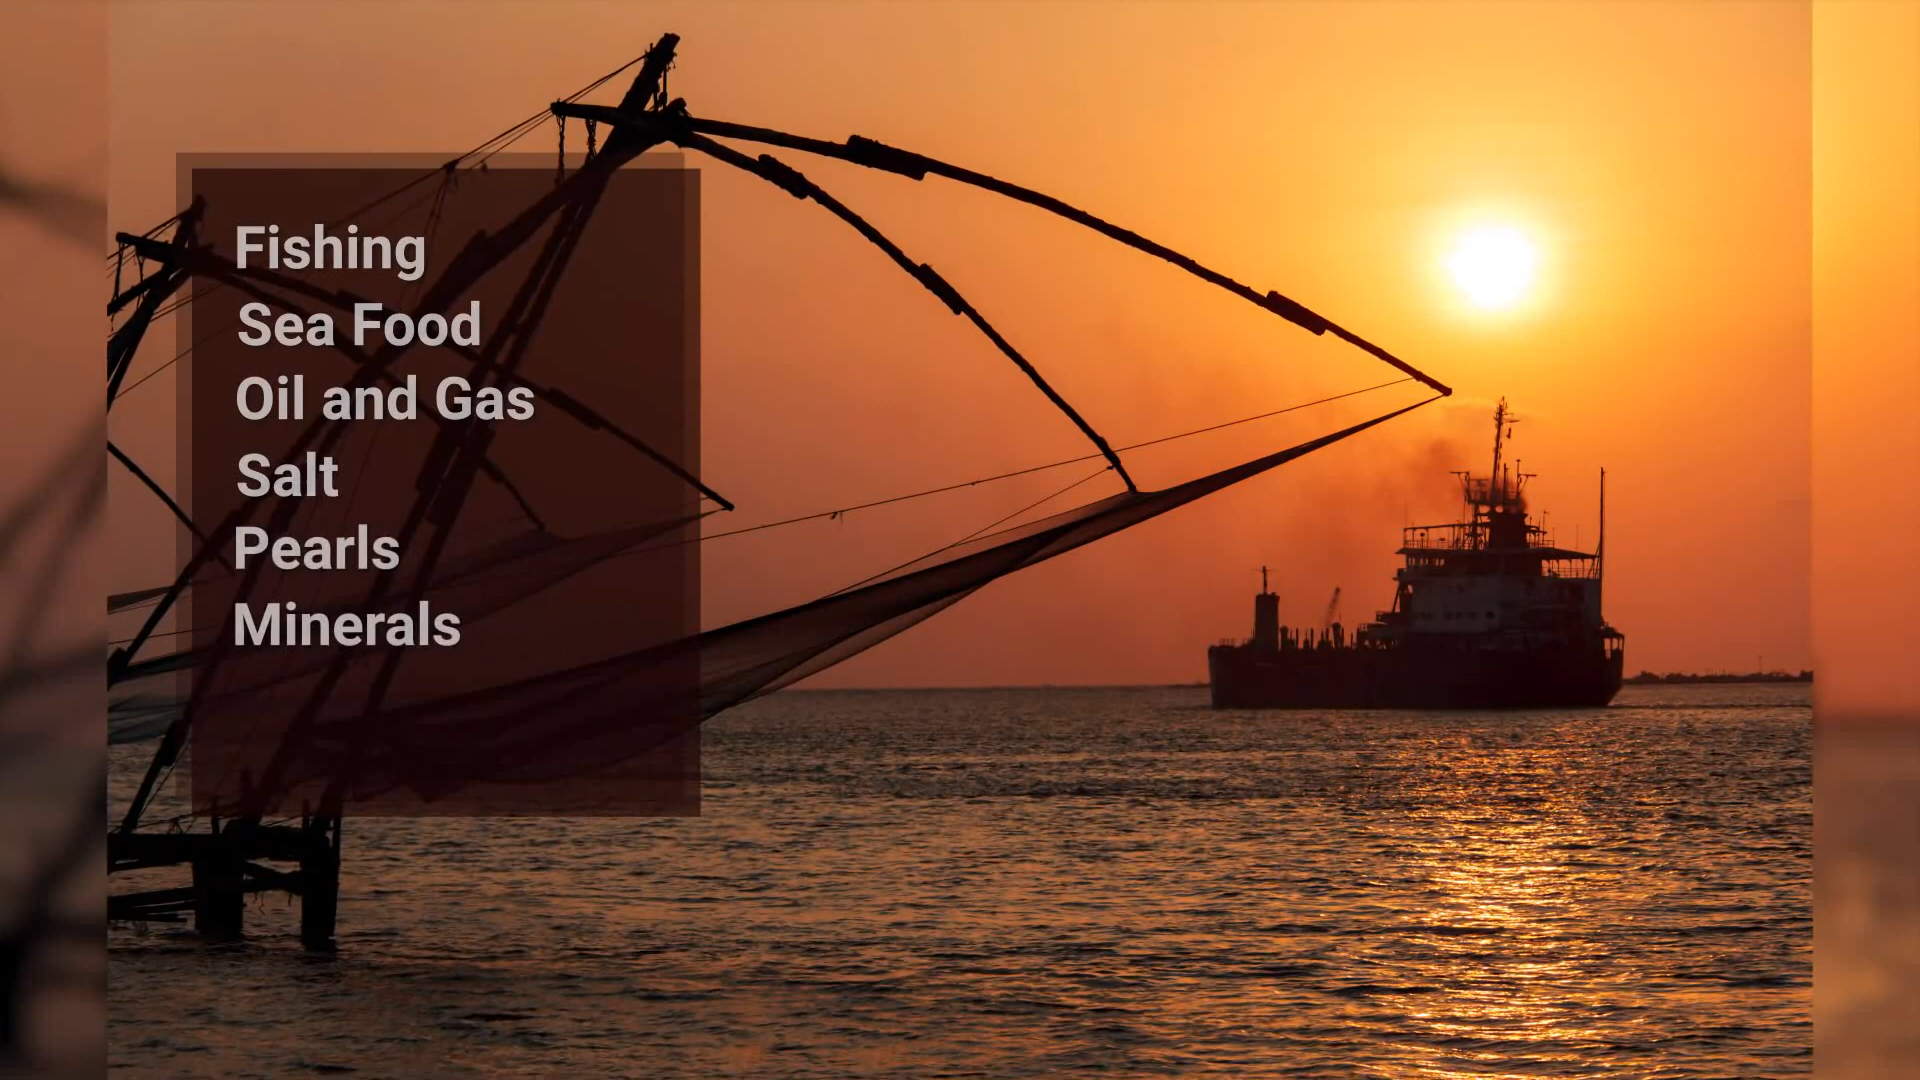 Fishing
Sea Food
Oil and Gas
Salt
Pearls
Minerals